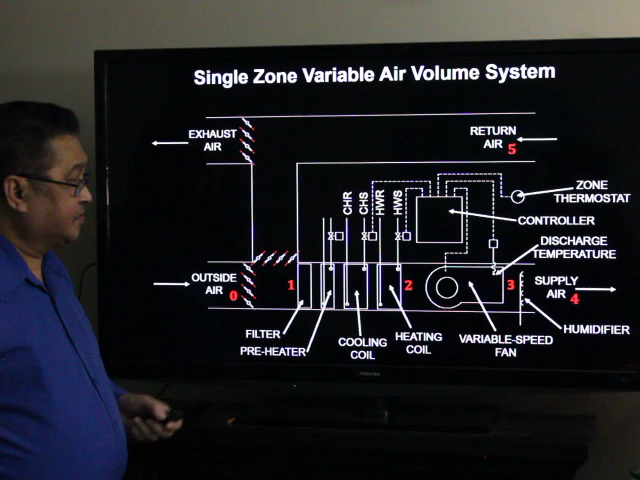 Single Zone Variable Air Volume System
EXHAUST
AIR
RETURN
AIR 5
ZONE
THERMOSTAT
CHR
CHS
HWR
HWS
CONTROLLER
DISCHARGE
TEMPERATURE
OUTSIDE
AIR 0
1
2
3
SUPPLY
AIR 4
FILTER
PRE-HEATER
COOLING
COIL
HEATING
COIL
VARIABLE-SPEED
FAN
HUMIDIFIER
TOSHIBA